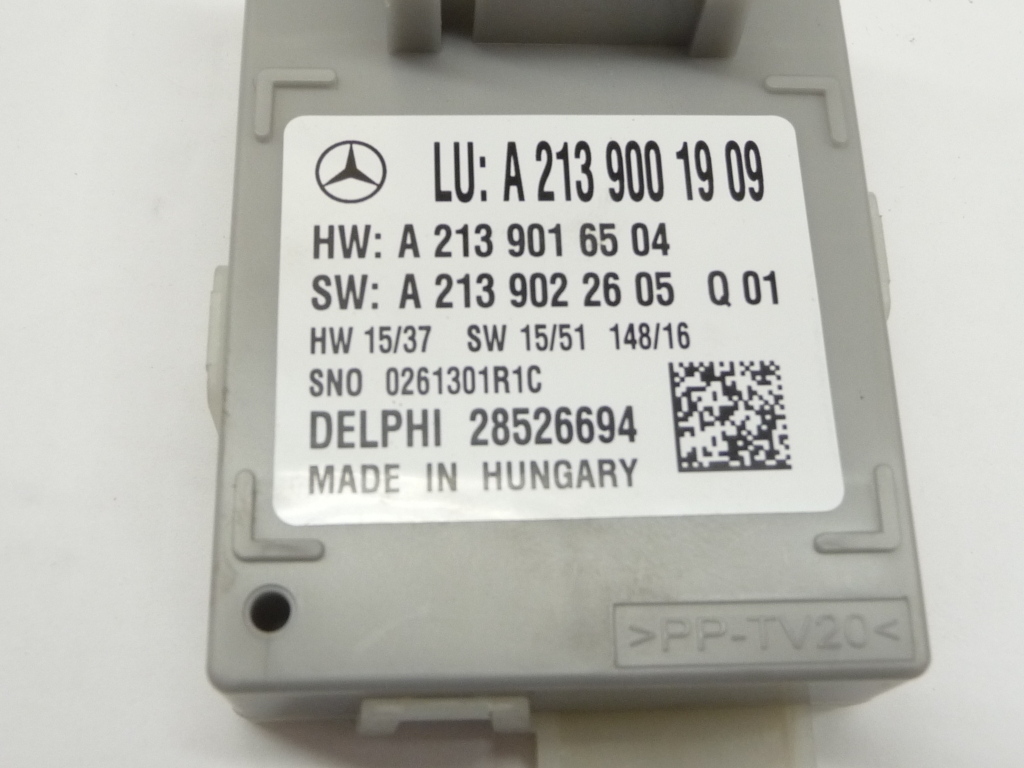 LU: A 213 900 19 09
HW: A 213 901 65 04
SW: A 213 902 26 05 Q 01
HW 15/37 SW 15/51 148/16
SNO 0261301R1C
DELPHI 28526694
MADE IN HUNGARY
>PP-TV20<